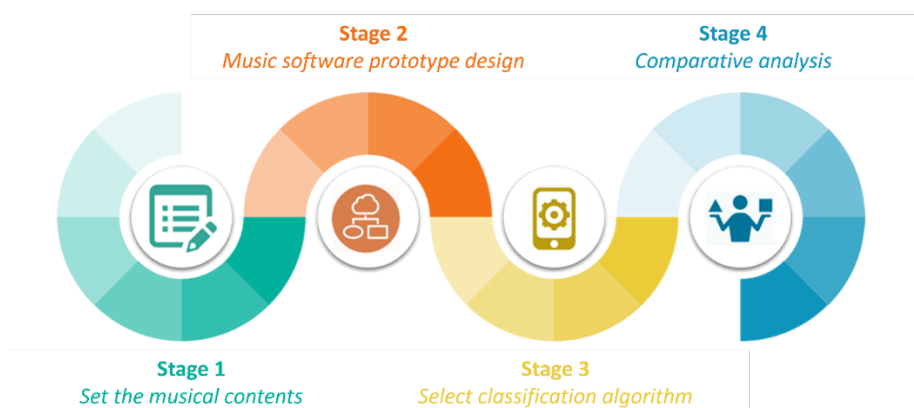 Stage 2
Music software prototype design
Stage 4
Comparative analysis
Stage 1
Set the musical contents
Stage 3
Select classification algorithm